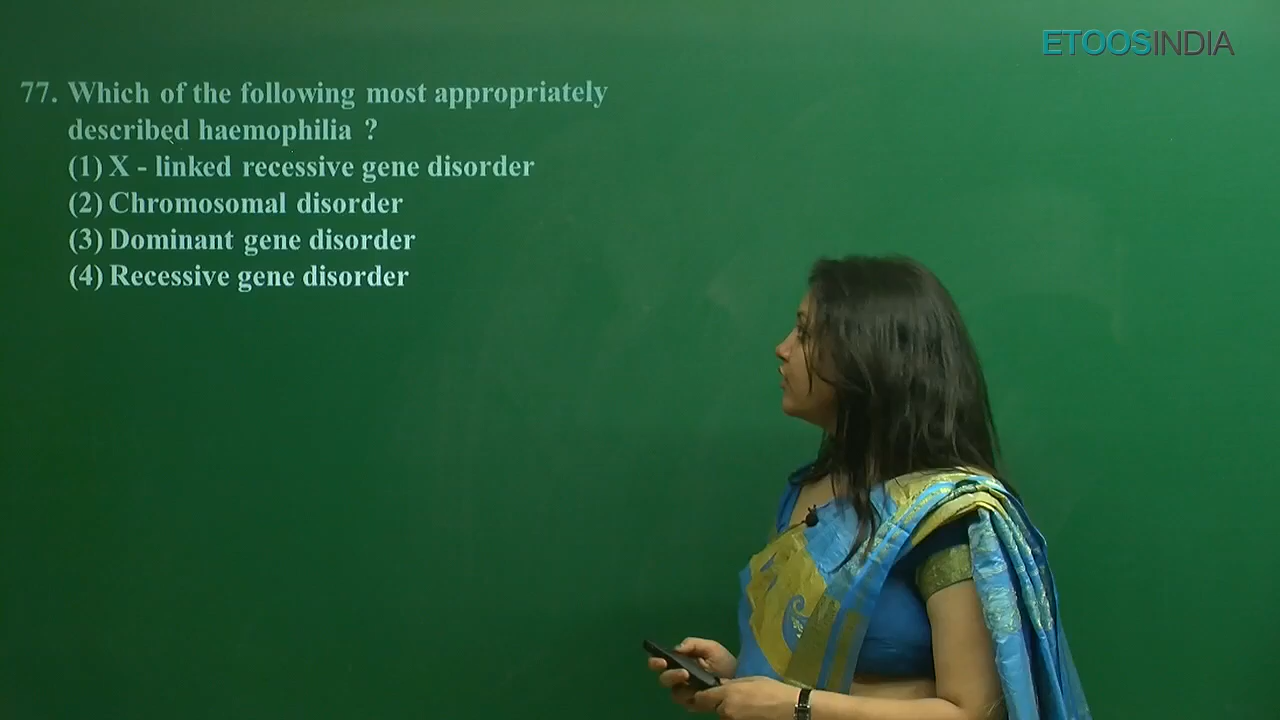 ETOOSINDIA
77. Which of the following most appropriately
described haemophilia ?
(1) X - linked recessive gene disorder
(2) Chromosomal disorder
(3) Dominant gene disorder
(4) Recessive gene disorder